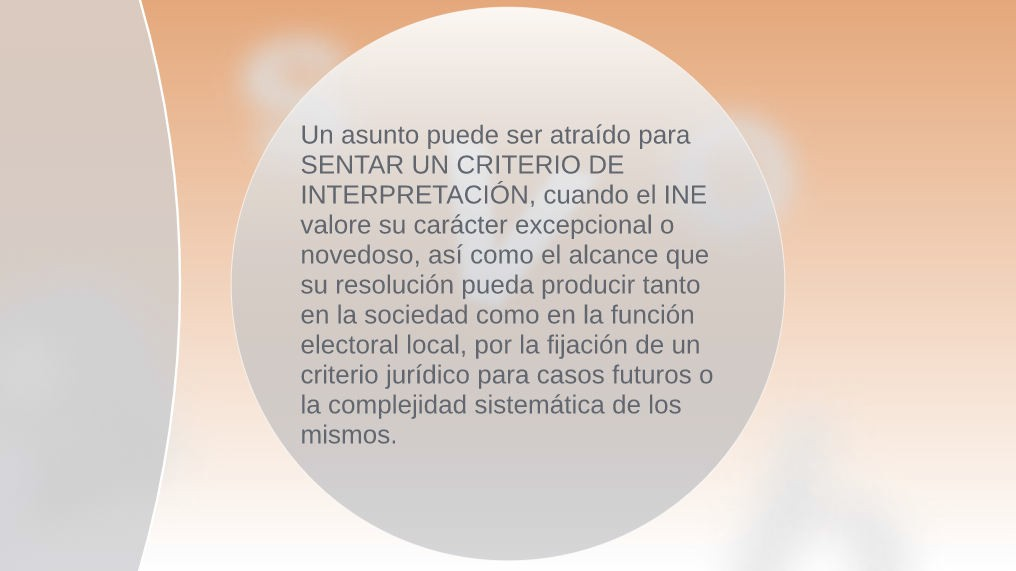 Un asunto puede ser atraído para
SENTAR UN CRITERIO DE
INTERPRETACIÓN, cuando el INE
valore su carácter excepcional o
novedoso, así como el alcance que
su resolución pueda producir tanto
en la sociedad como en la función
electoral local, por la fijación de un
criterio jurídico para casos futuros o
la complejidad sistemática de los
mismos.